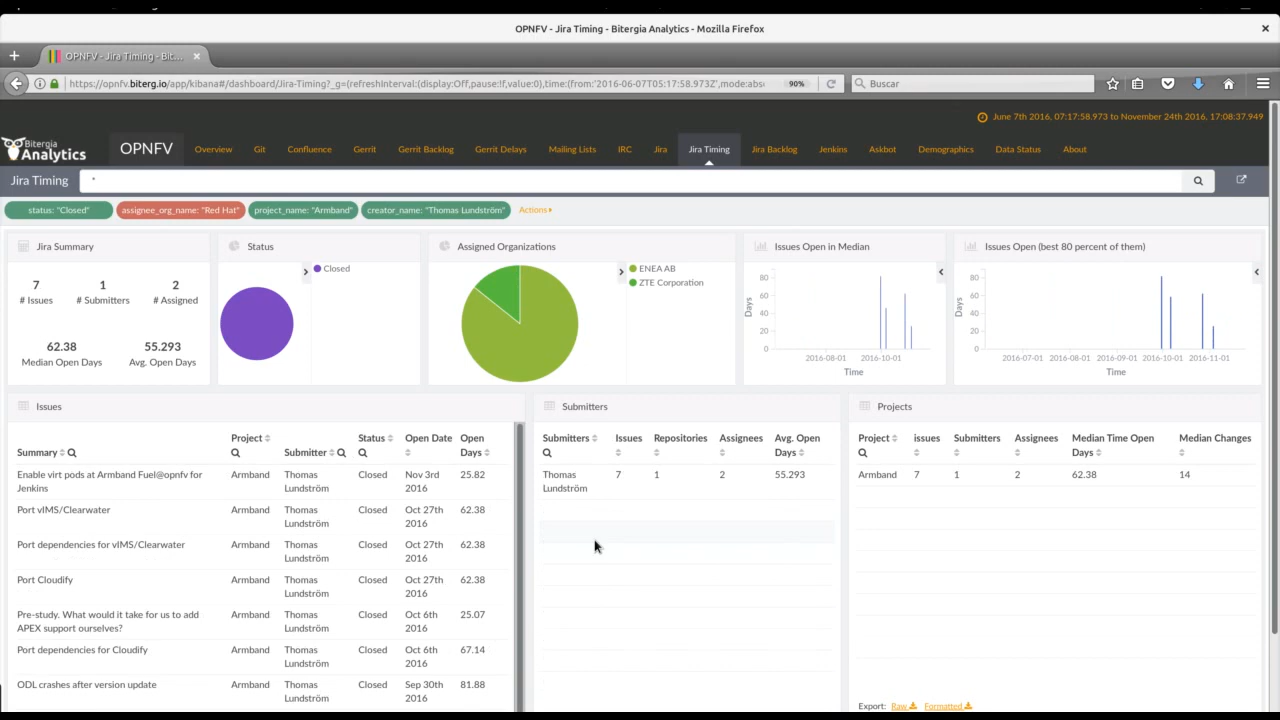 OPNFV - Jira Timing - Bitergia Analytics - Mozilla Firefox
OPNFV - Jira Timing - Bit...
https://opnfv.biterg.io/app/kibana#/dashboard/Jira-Timing?_g=(refreshInterval:(display:Off,pause:!f,value:0),time:(from:'2016-06-07T05:17:58.973Z',mode:abs
90%
Buscar
June 7th 2016, 07:17:58.973 to November 24th 2016, 17:08:37.949
Bitergia
Analytics
OPNFV
Overview
Git
Confluence
Gerrit
Gerrit Backlog
Gerrit Delays
Mailing Lists
IRC
Jira
Jira Timing
Jira Backlog
Jenkins
Askbot
Demographics
Data Status
About
Jira Timing
*
status: "Closed"
assignee_org_name: "Red Hat"
project_name: "Armband"
creator_name: "Thomas Lundström"
Actions
Jira Summary
7
# Issues
1
# Submitters
2
# Assigned
62.38
Median Open Days
55.293
Avg. Open Days
Status
Closed
Assigned Organizations
ENEA AB
ZTE Corporation
Issues Open in Median
Days
80
60
40
20
0
2016-08-01
2016-10-01
Time
Issues Open (best 80 percent of them)
Days
80
60
40
20
0
2016-07-01
2016-08-01
2016-09-01
2016-10-01
2016-11-01
Time
Issues
Summary Project Submitter Status Open Date Open Days
Enable virt pods at Armband Fuel@opnfv for Jenkins Armband Thomas Lundström Closed Nov 3rd 2016 25.82
Port vIMS/Clearwater Armband Thomas Lundström Closed Oct 27th 2016 62.38
Port dependencies for vIMS/Clearwater Armband Thomas Lundström Closed Oct 27th 2016 62.38
Port Cloudify Armband Thomas Lundström Closed Oct 27th 2016 62.38
Pre-study. What would it take for us to add APEX support ourselves? Armband Thomas Lundström Closed Oct 6th 2016 25.07
Port dependencies for Cloudify Armband Thomas Lundström Closed Oct 6th 2016 67.14
ODL crashes after version update Armband Thomas Lundström Closed Sep 30th 2016 81.88
Submitters
Submitters Issues Repositories Assignees Avg. Open Days
Thomas Lundström 7 1 2 55.293
Projects
Project issues Submitters Assignees Median Time Open Days Median Changes
Armband 7 1 2 62.38 14
Export: Raw Formatted